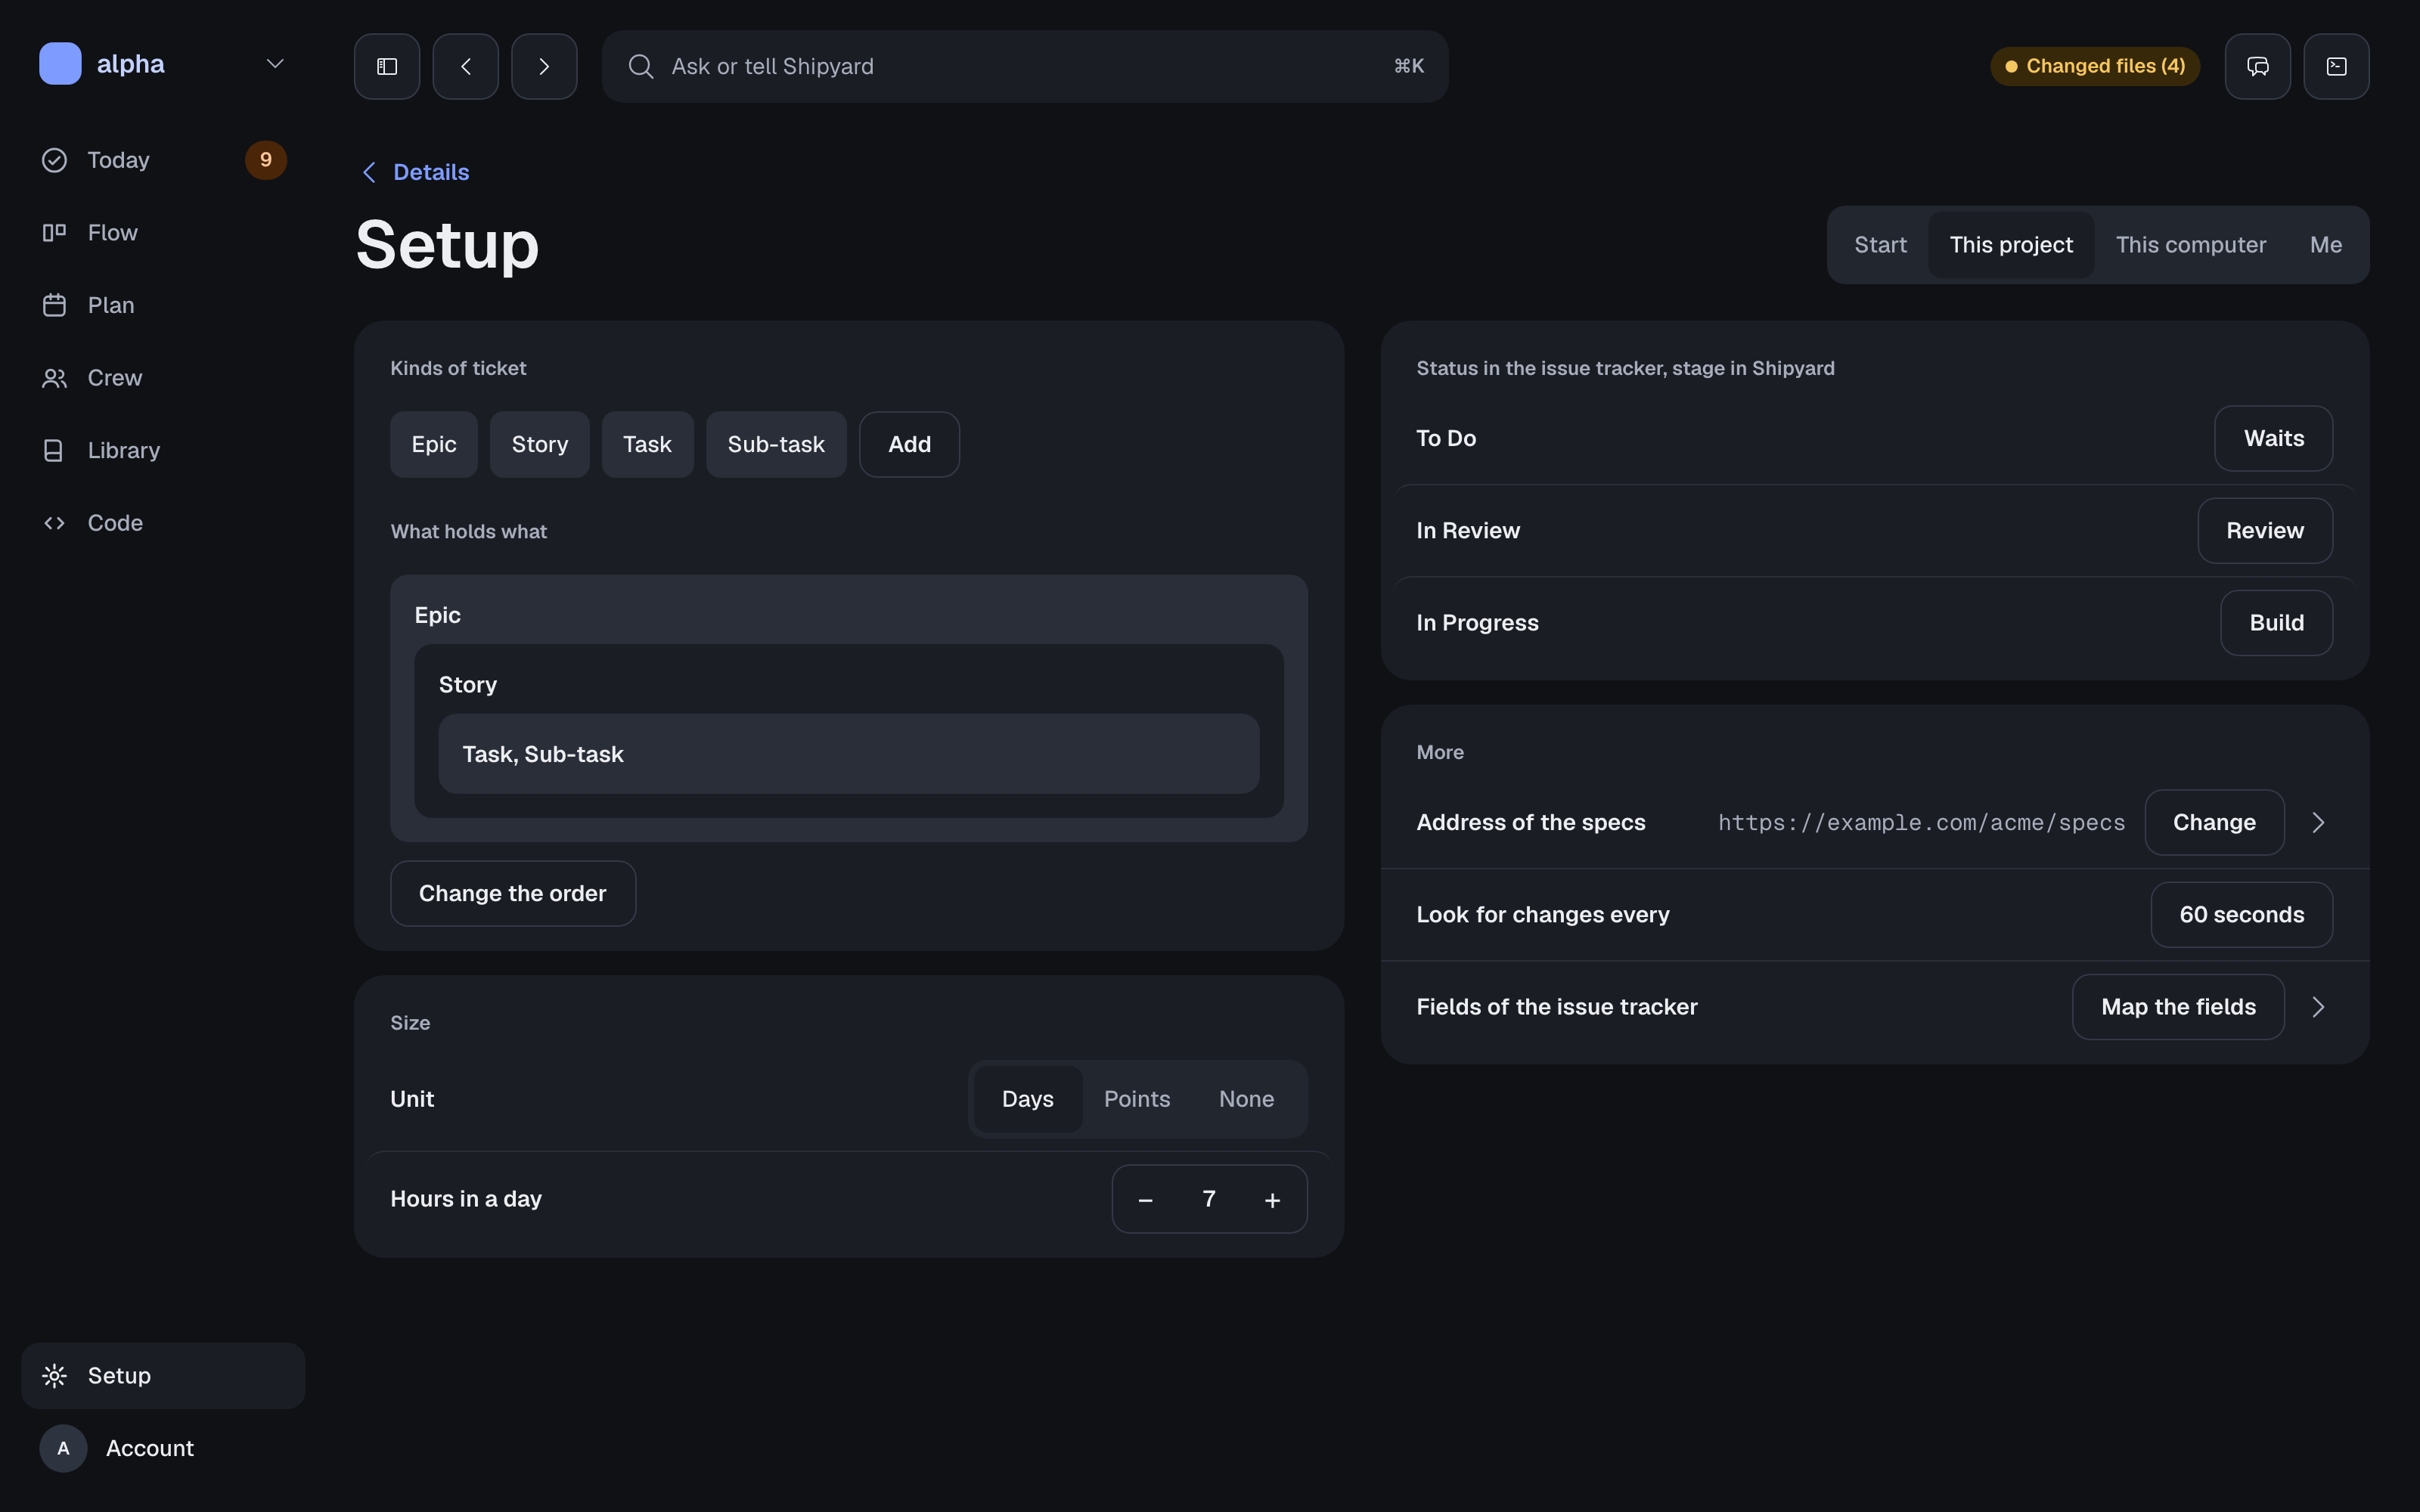 alpha
Ask or tell Shipyard
⌘K
Changed files (4)
Today
9
Flow
Plan
Crew
Library
Code
Setup
A
Account
Details
Setup
Start
This project
This computer
Me
Kinds of ticket
Epic
Story
Task
Sub-task
Add
What holds what
Epic
Story
Task, Sub-task
Change the order
Size
Unit
Days
Points
None
Hours in a day
−
7
+
Status in the issue tracker, stage in Shipyard
To Do
Waits
In Review
Review
In Progress
Build
More
Address of the specs
https://example.com/acme/specs
Change
Look for changes every
60 seconds
Fields of the issue tracker
Map the fields